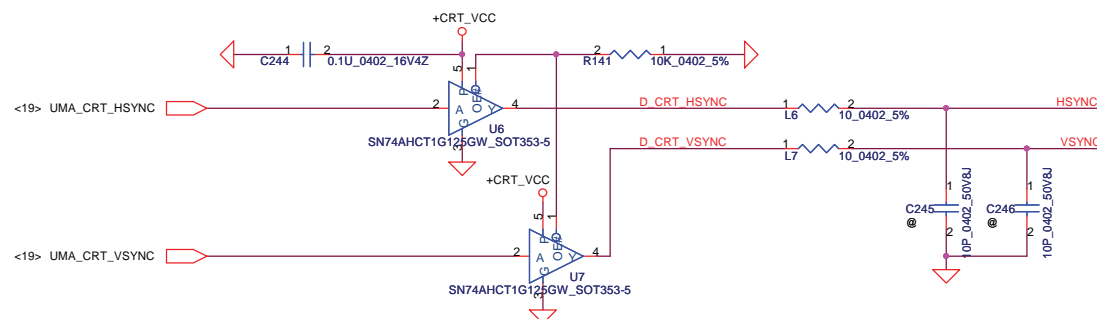 +CRT_VCC
1 2
C244 0.1U_0402_16V4Z
2 1
R141 10K_0402_5%
5 1
P OE#
<19> UMA_CRT_HSYNC
2 A Y 4
G
3
U6
SN74AHCT1G125GW_SOT353-5
D_CRT_HSYNC
1 2
L6 10_0402_5%
HSYNC
D_CRT_VSYNC
1 2
L7 10_0402_5%
VSYNC
+CRT_VCC
5 1
P OE#
<19> UMA_CRT_VSYNC
2 A Y 4
G
3
U7
SN74AHCT1G125GW_SOT353-5
1
C245
@
2
10P_0402_50V8J
1
C246
@
2
10P_0402_50V8J